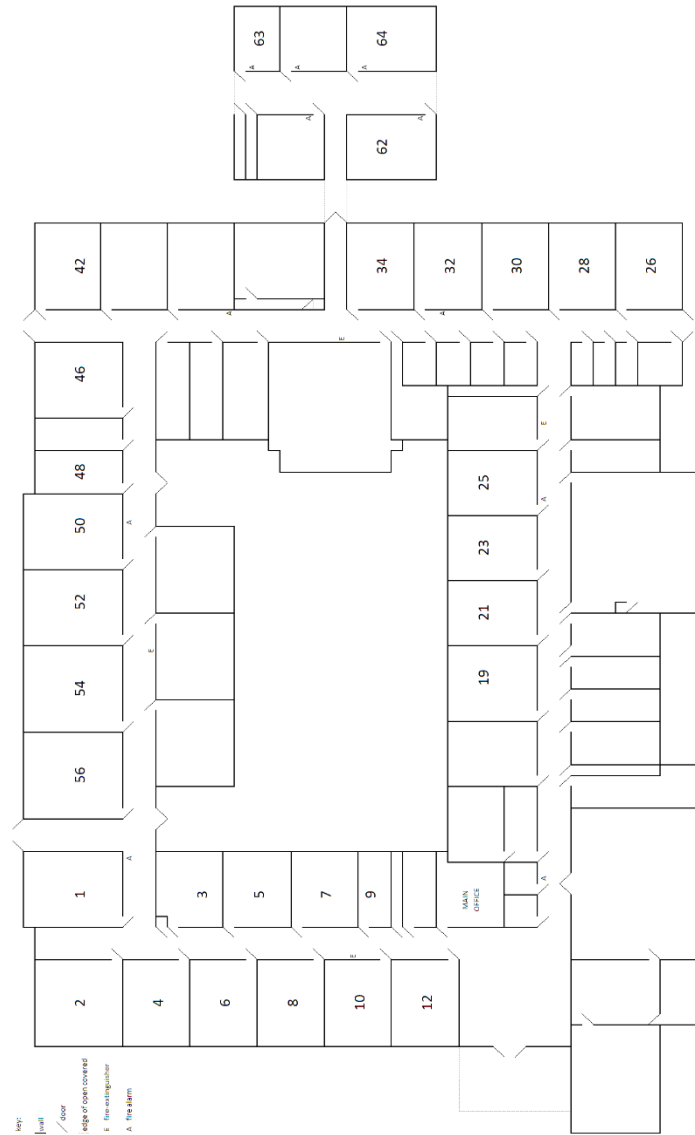 63
A
A
64
A
A
62
A
42
34
32
30
28
26
A
A
E
46
48
50
52
54
56
A
E
E
A
25
23
21
19
1
A
3
5
7
9
MAIN
OFFICE
A
2
4
6
8
10
12
E
key:
wall
door
edge of open covered
E fire-extinguisher
A fire alarm